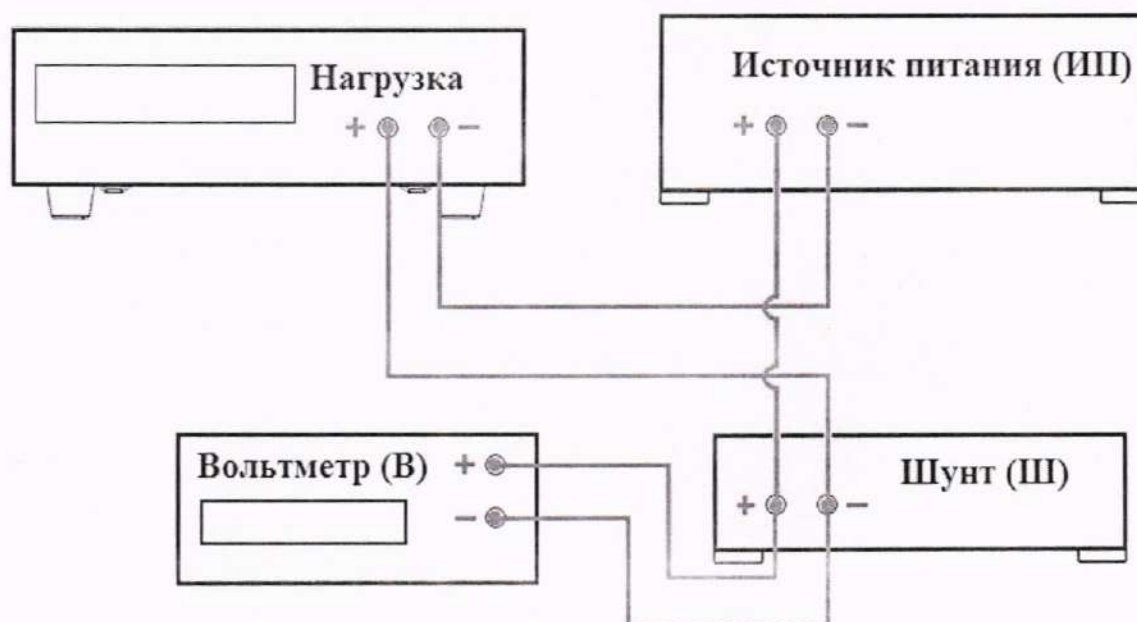 Нагрузка
+ −
Источник питания (ИП)
+ −
Вольтметр (В) +
−
Шунт (Ш)
+ −